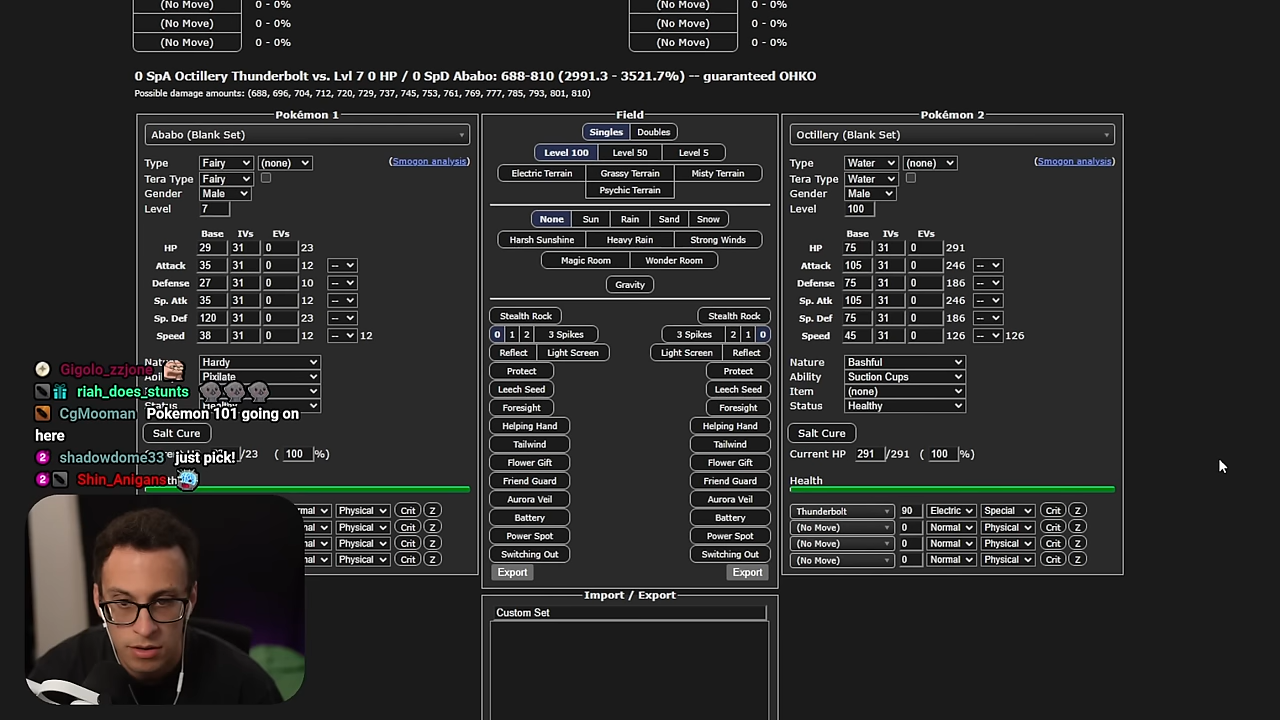 (No Move) 0 - 0% (No Move) 0 - 0%
(No Move) 0 - 0% (No Move) 0 - 0%
(No Move) 0 - 0% (No Move) 0 - 0%
0 SpA Octillery Thunderbolt vs. Lvl 7 0 HP / 0 SpD Ababo: 688-810 (2991.3 - 3521.7%) -- guaranteed OHKO
Possible damage amounts: (688, 696, 704, 712, 720, 729, 737, 745, 753, 761, 769, 777, 785, 793, 801, 810)
Pokémon 1
Ababo (Blank Set)
Type Fairy (none) (Smogon analysis)
Tera Type Fairy
Gender Male
Level 7
Base IVs EVs
HP 29 31 0 23
Attack 35 31 0 12 --
Defense 27 31 0 10 --
Sp. Atk 35 31 0 12 --
Sp. Def 120 31 0 23 --
Speed 38 31 0 12 -- 12
Nature Hardy
Pixilate
Healthy
Salt Cure
/23 ( 100 %)
Physical Crit Z
Physical Crit Z
Physical Crit Z
Physical Crit Z
Field
Singles Doubles
Level 100 Level 50 Level 5
Electric Terrain Grassy Terrain Misty Terrain
Psychic Terrain
None Sun Rain Sand Snow
Harsh Sunshine Heavy Rain Strong Winds
Magic Room Wonder Room
Gravity
Stealth Rock Stealth Rock
0 1 2 3 Spikes 3 Spikes 2 1 0
Reflect Light Screen Light Screen Reflect
Protect Protect
Leech Seed Leech Seed
Foresight Foresight
Helping Hand Helping Hand
Tailwind Tailwind
Flower Gift Flower Gift
Friend Guard Friend Guard
Aurora Veil Aurora Veil
Battery Battery
Power Spot Power Spot
Switching Out Switching Out
Export Export
Import / Export
Custom Set
Pokémon 2
Octillery (Blank Set)
Type Water (none) (Smogon analysis)
Tera Type Water
Gender Male
Level 100
Base IVs EVs
HP 75 31 0 291
Attack 105 31 0 246 --
Defense 75 31 0 186 --
Sp. Atk 105 31 0 246 --
Sp. Def 75 31 0 186 --
Speed 45 31 0 126 -- 126
Nature Bashful
Ability Suction Cups
Item (none)
Status Healthy
Salt Cure
Current HP 291 /291 ( 100 %)
Health
Thunderbolt 90 Electric Special Crit Z
(No Move) 0 Normal Physical Crit Z
(No Move) 0 Normal Physical Crit Z
(No Move) 0 Normal Physical Crit Z
Gigolo_zzjone
riah_does_stunts
CgMooman Pokemon 101 going on
here
2 shadowdome33 just pick!
2 Shin_Anigans